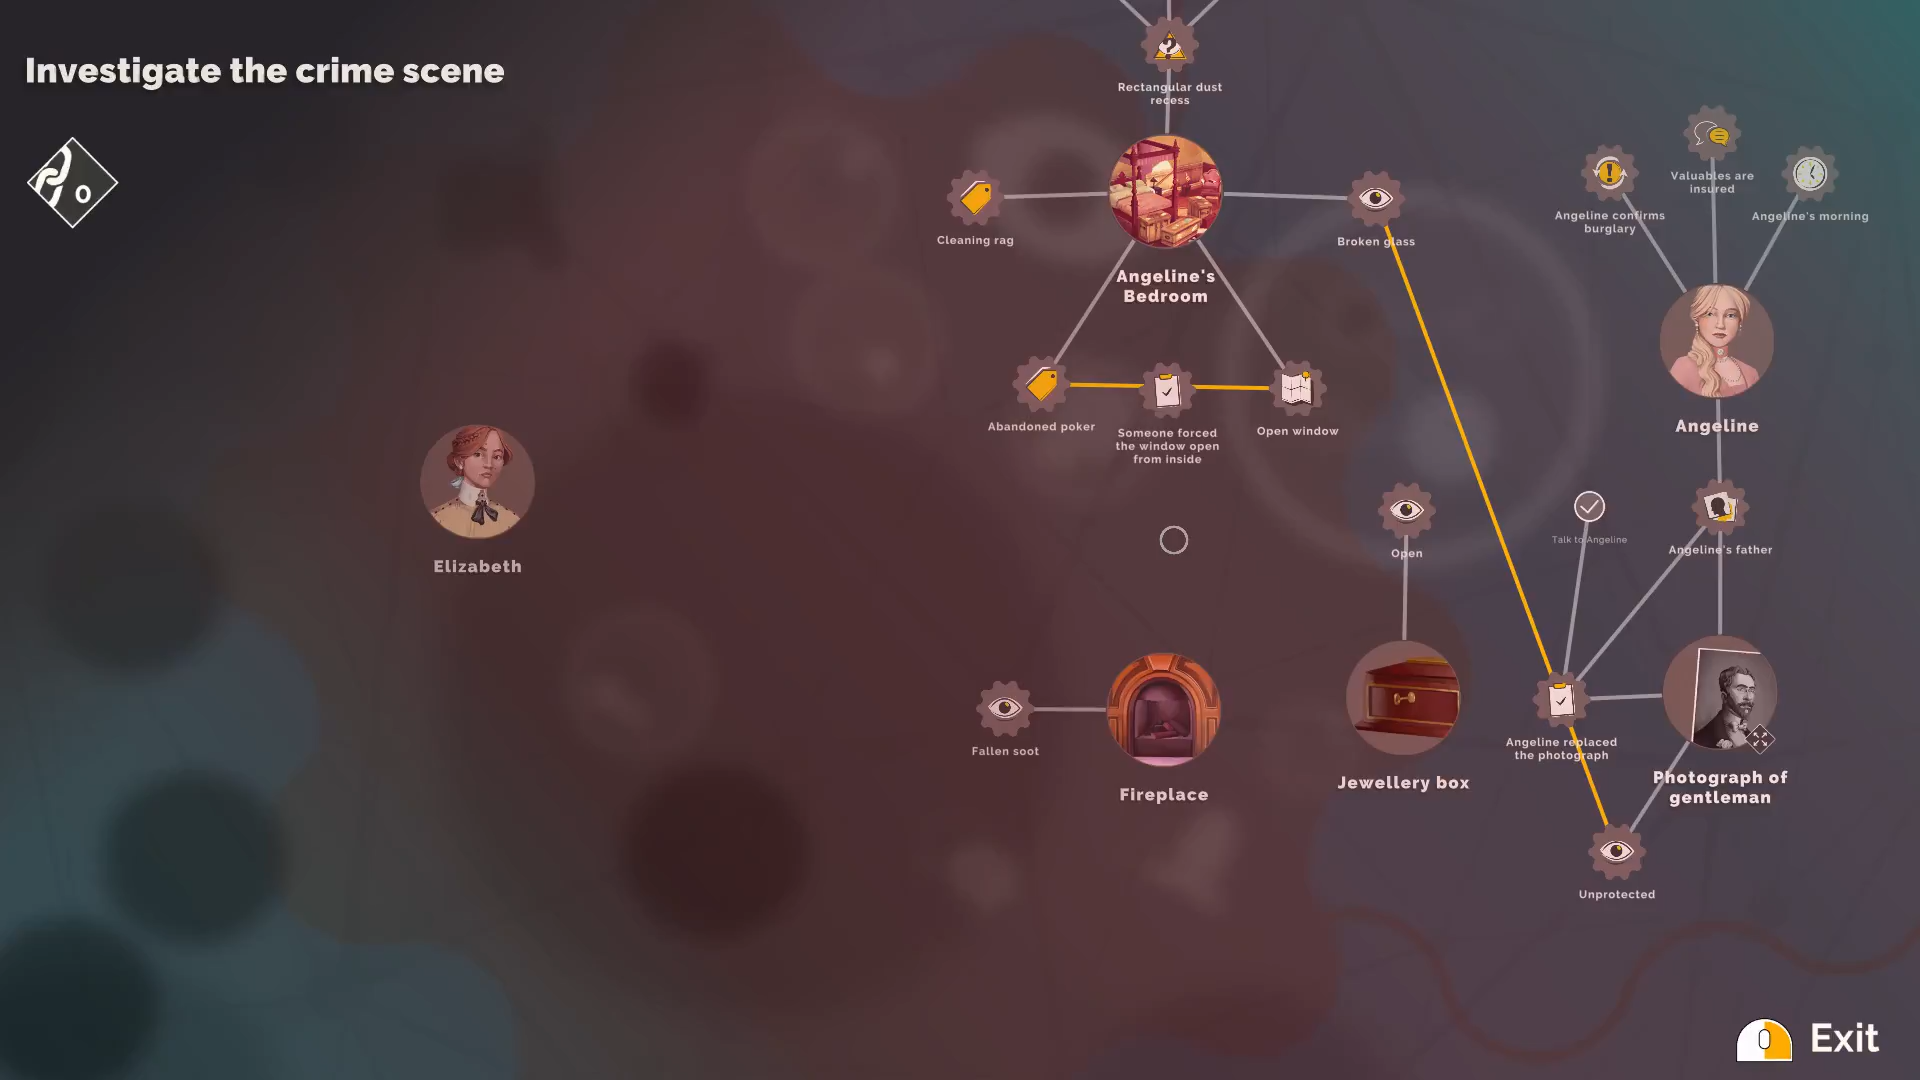 Investigate the crime scene
0
Rectangular dust
recess
Cleaning rag
Angeline's
Bedroom
Broken glass
Angeline confirms
burglary
Valuables are
insured
Angeline's morning
Angeline
Abandoned poker
Someone forced
the window open
from inside
Open window
Elizabeth
Open
Talk to Angeline
Angeline's father
Fallen soot
Fireplace
Jewellery box
Angeline replaced
the photograph
Photograph of
gentleman
Unprotected
Exit